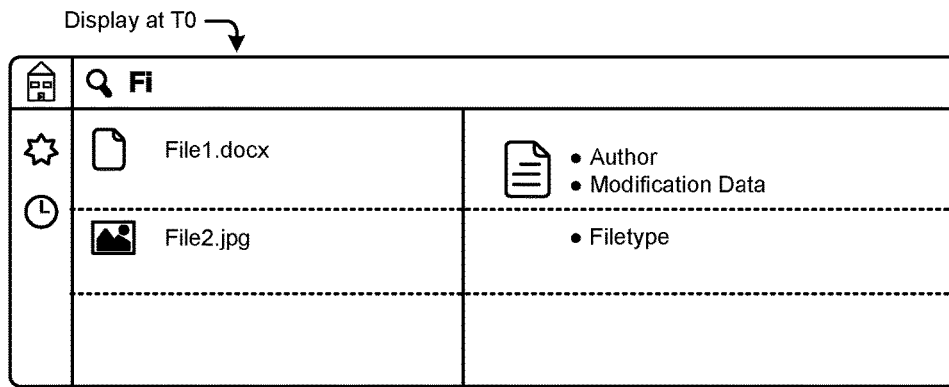 Display at T0
Fi
File1.docx
• Author
• Modification Data
File2.jpg
• Filetype